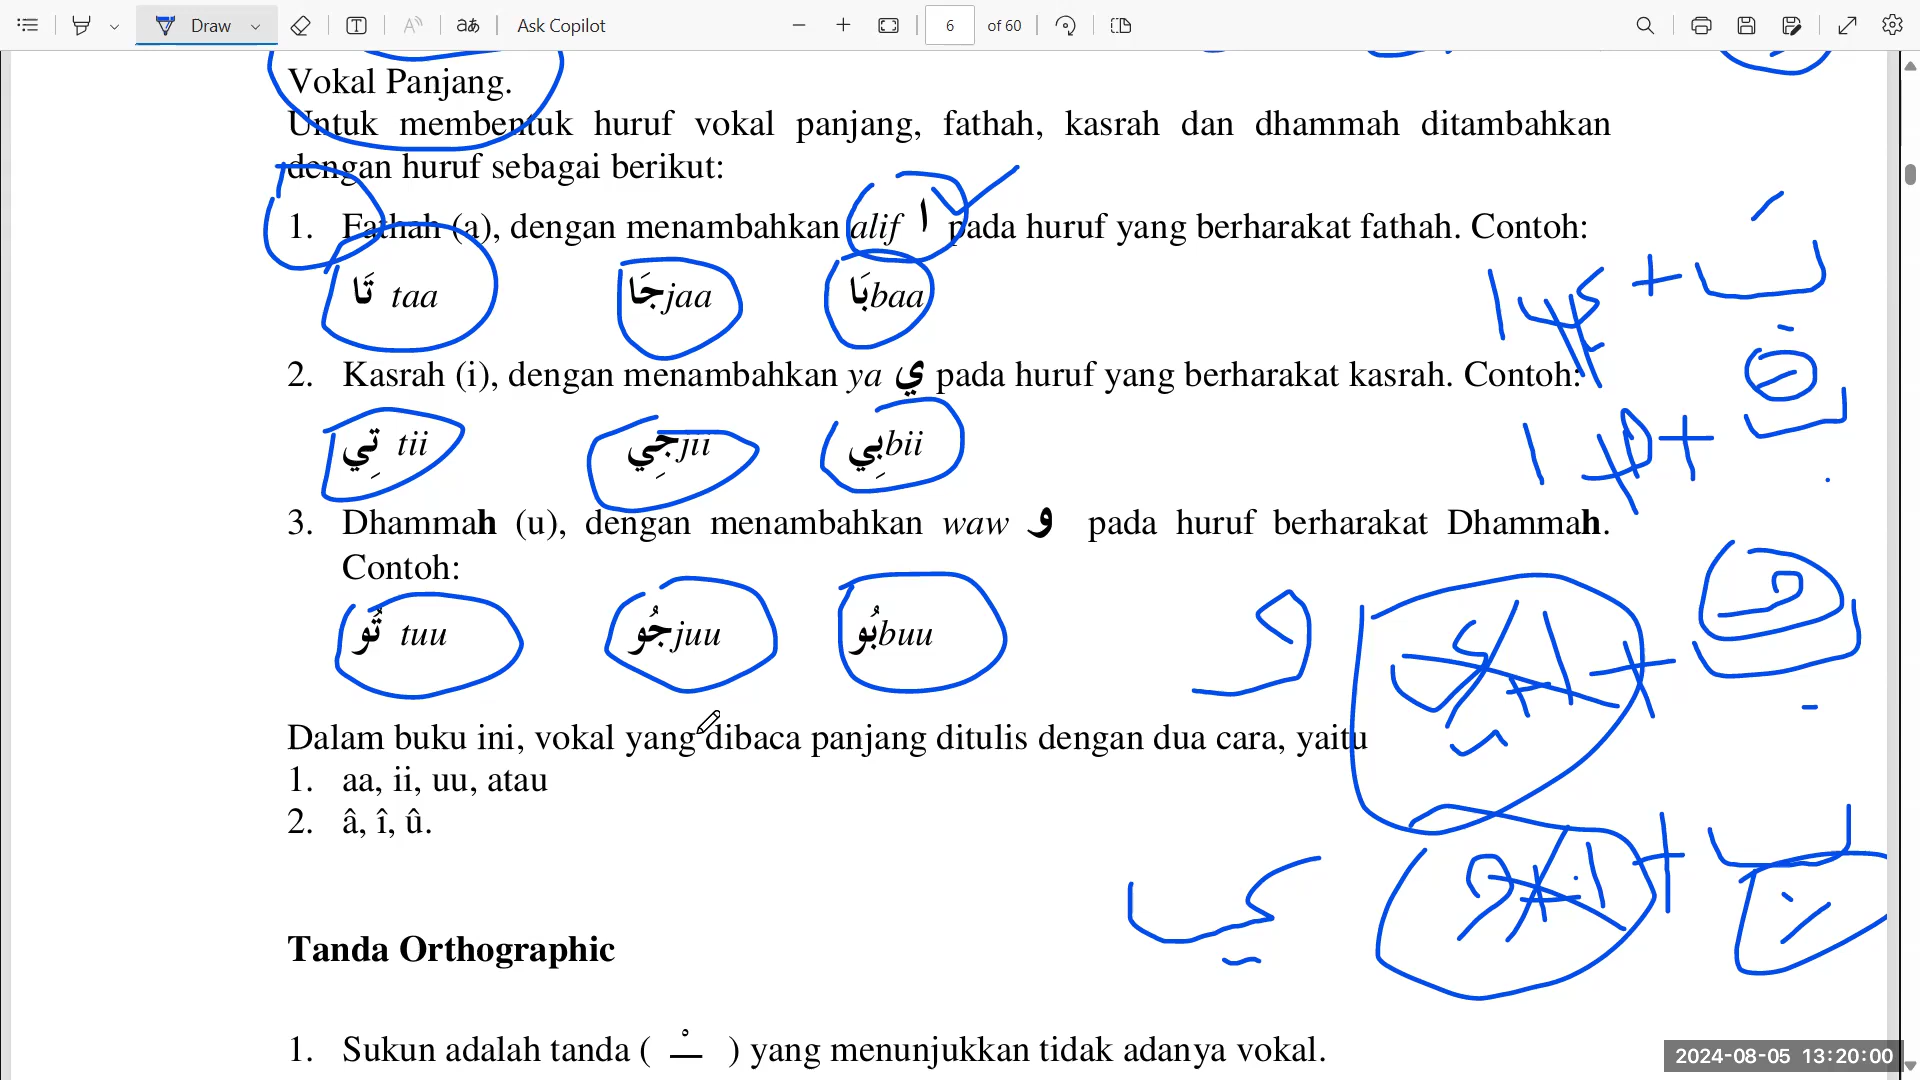 Draw
Ask Copilot
6 of 60
Vokal Panjang.
Untuk membentuk huruf vokal panjang, fathah, kasrah dan dhammah ditambahkan
dengan huruf sebagai berikut:
1. Fathah (a), dengan menambahkan alif ا pada huruf yang berharakat fathah. Contoh:
تَا taa جَا jaa بَا baa
2. Kasrah (i), dengan menambahkan ya ي pada huruf yang berharakat kasrah. Contoh:
تِي tii جِي jii بِي bii
3. Dhammah (u), dengan menambahkan waw و pada huruf berharakat Dhammah.
Contoh:
تُو tuu جُو juu بُو buu
Dalam buku ini, vokal yang dibaca panjang ditulis dengan dua cara, yaitu
1. aa, ii, uu, atau
2. â, î, û.
Tanda Orthographic
1. Sukun adalah tanda ( ـْ ) yang menunjukkan tidak adanya vokal.
2024-08-05 13:20:00